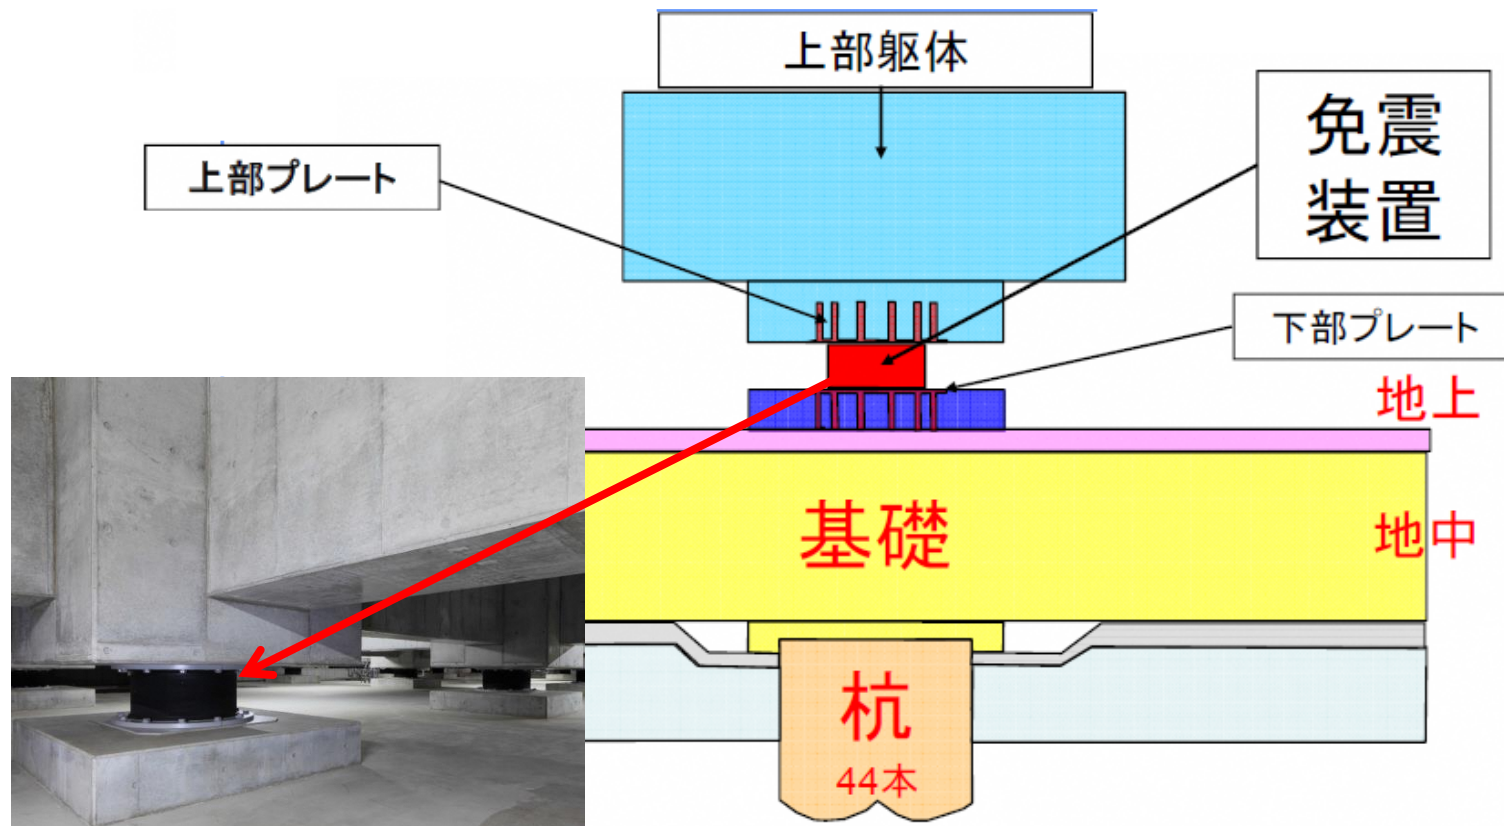 上部躯体
免震
装置
上部プレート
下部プレート
地上
基礎
地中
杭
44本